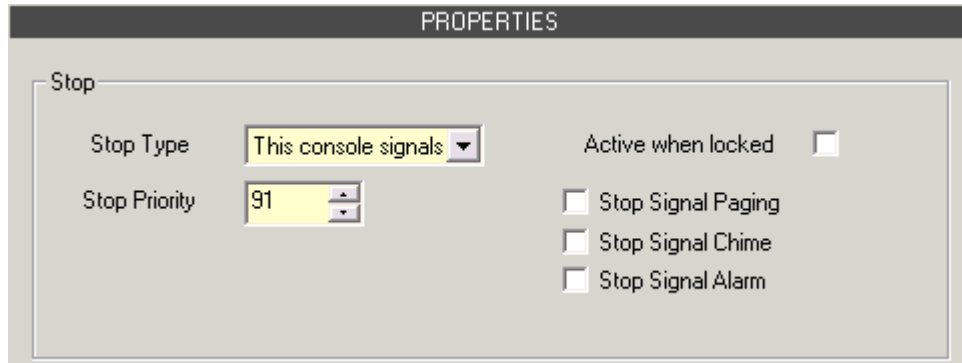 PROPERTIES
Stop
Stop Type This console signals Active when locked
Stop Priority 91 Stop Signal Paging
Stop Signal Chime
Stop Signal Alarm